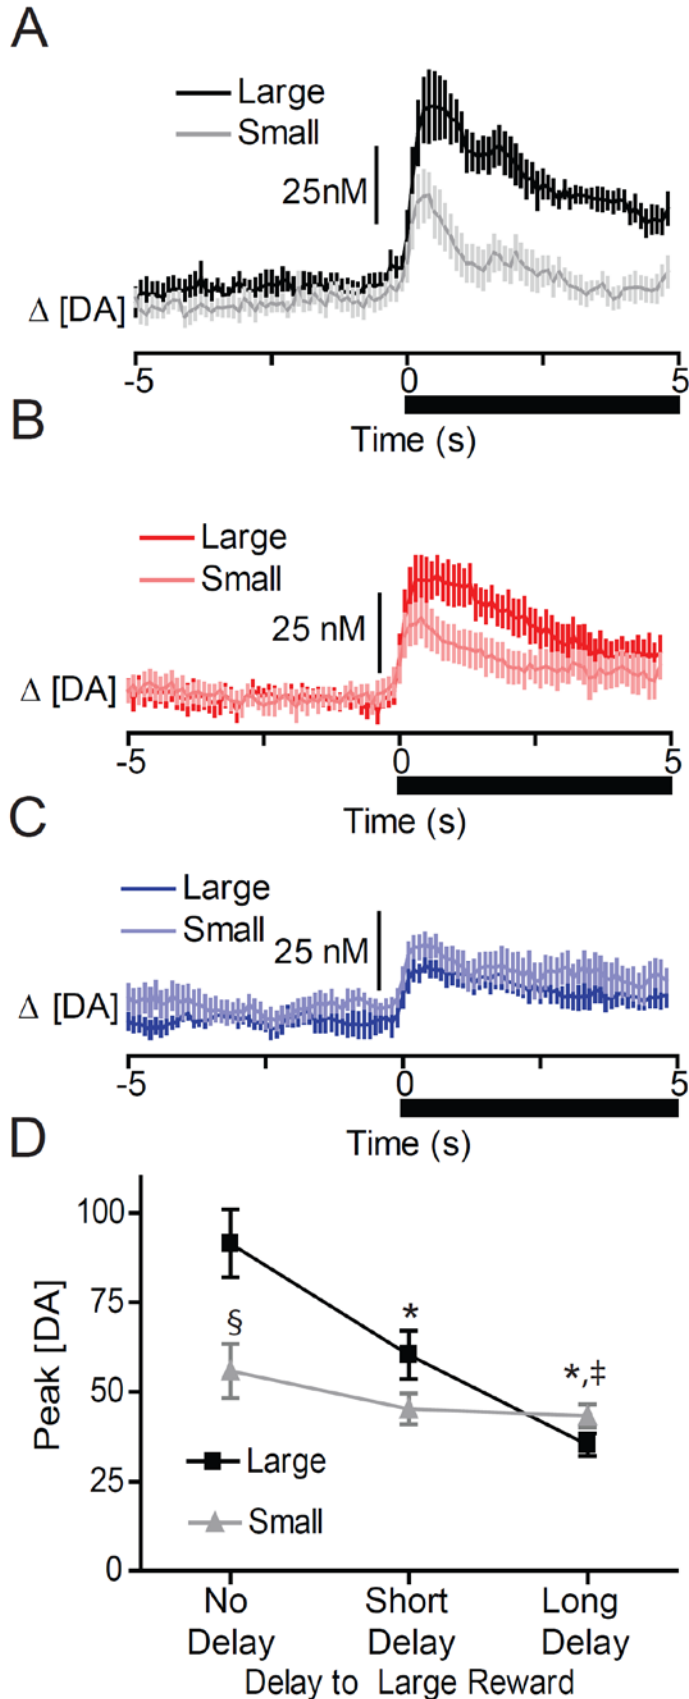 A
Large
Small
25nM
Δ [DA]
-5 0 5
Time (s)
B
Large
Small
25 nM
Δ [DA]
-5 0 5
Time (s)
C
Large
Small
25 nM
Δ [DA]
-5 0 5
Time (s)
D
100
75
50
25
0
Peak [DA]
§
*
*,‡
Large
Small
No Delay
Short Delay
Long Delay
Delay to Large Reward